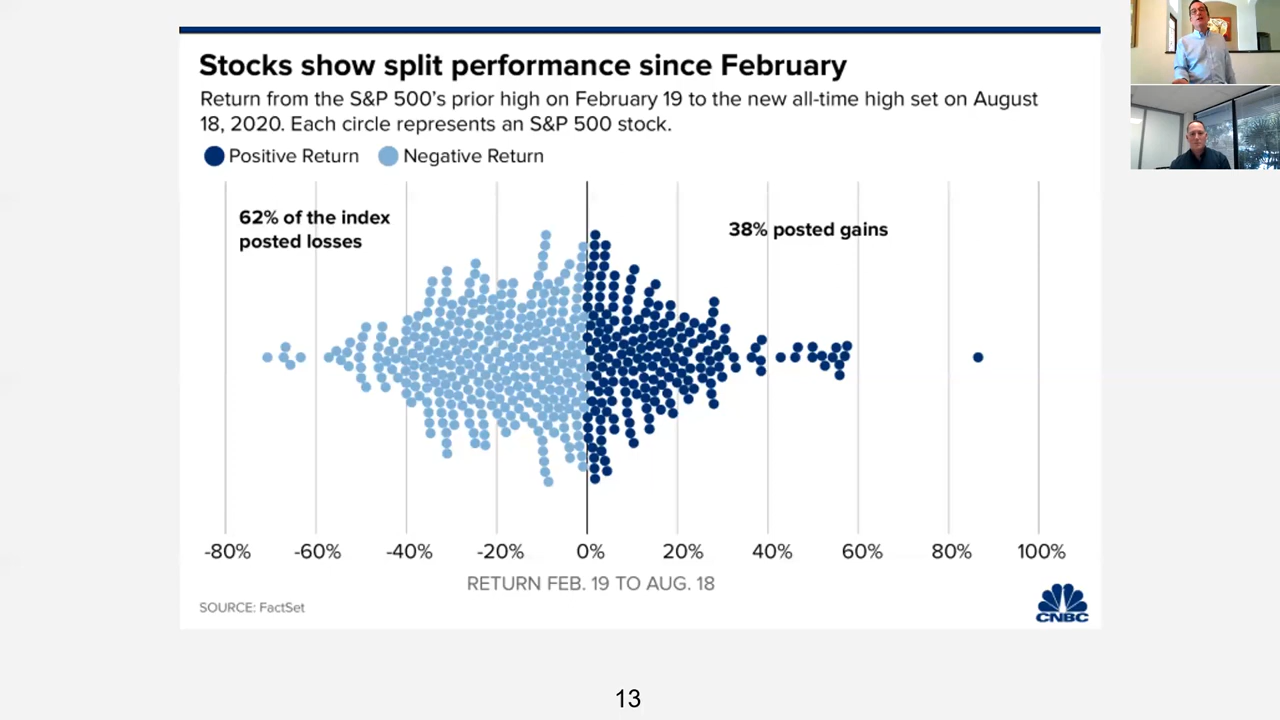 Stocks show split performance since February
Return from the S&P 500's prior high on February 19 to the new all-time high set on August
18, 2020. Each circle represents an S&P 500 stock.
Positive Return Negative Return
62% of the index
posted losses
38% posted gains
-80% -60% -40% -20% 0% 20% 40% 60% 80% 100%
RETURN FEB. 19 TO AUG. 18
SOURCE: FactSet
CNBC
13